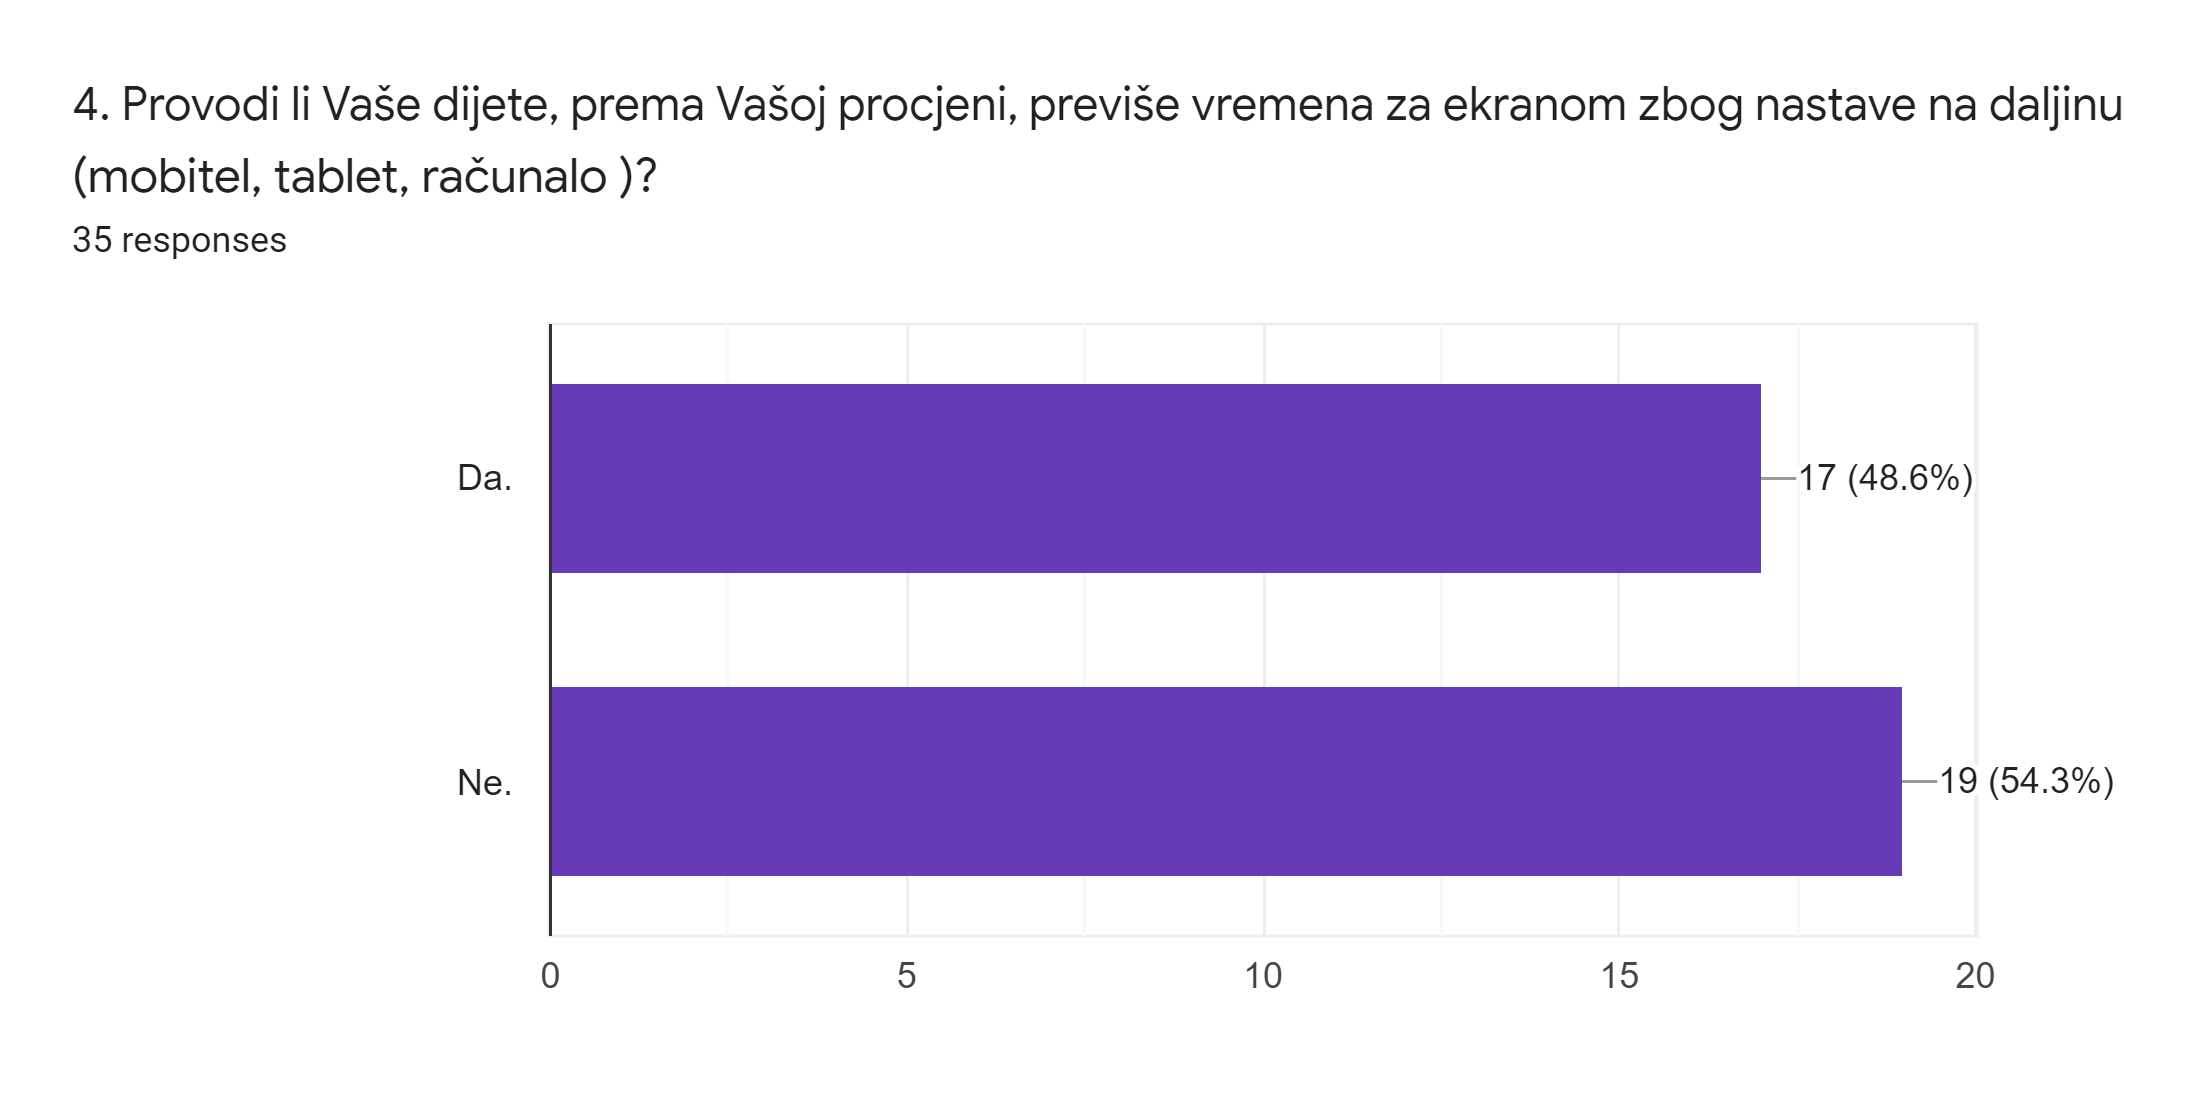 4. Provodi li Vaše dijete, prema Vašoj procjeni, previše vremena za ekranom zbog nastave na daljinu
(mobitel, tablet, računalo )?
35 responses
Da.
17 (48.6%)
Ne.
19 (54.3%)
0 5 10 15 20